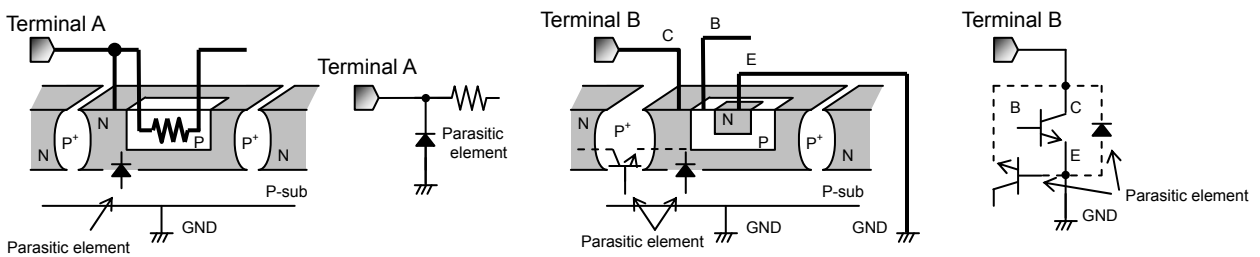 Terminal A
N
P+
N
P
P+
N
P-sub
GND
Parasitic element
Terminal A
Parasitic
element
Terminal B
C
B
E
N
P+
N
N
P
P+
N
P-sub
GND
GND
Parasitic element
Terminal B
B
C
E
GND
Parasitic element